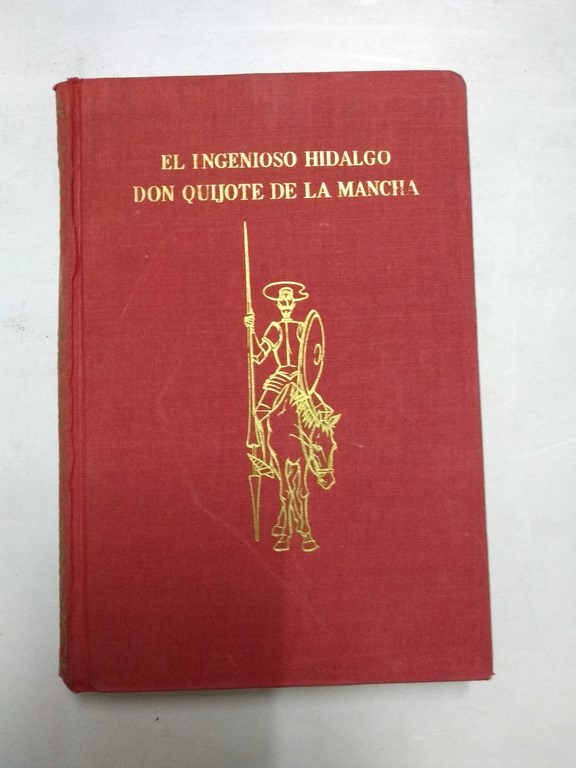 EL INGENIOSO HIDALGO
DON QUIJOTE DE LA MANCHA